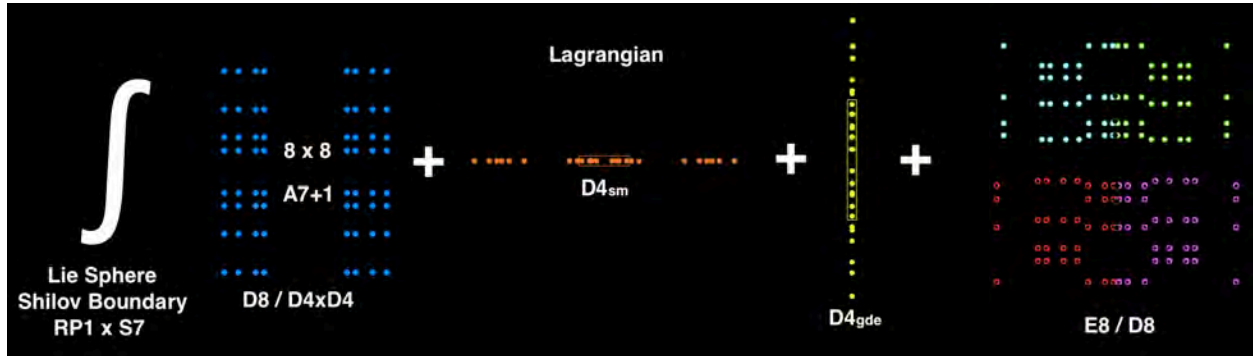 Lagrangian
∫
8 x 8
A7+1
+
+
+
D4sm
Lie Sphere
Shilov Boundary
RP1 x S7
D8 / D4xD4
D4gde
E8 / D8